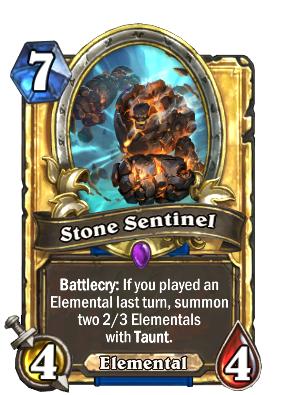 7
Stone Sentinel
Battlecry: If you played an
Elemental last turn, summon
two 2/3 Elementals
with Taunt.
4
Elemental
4